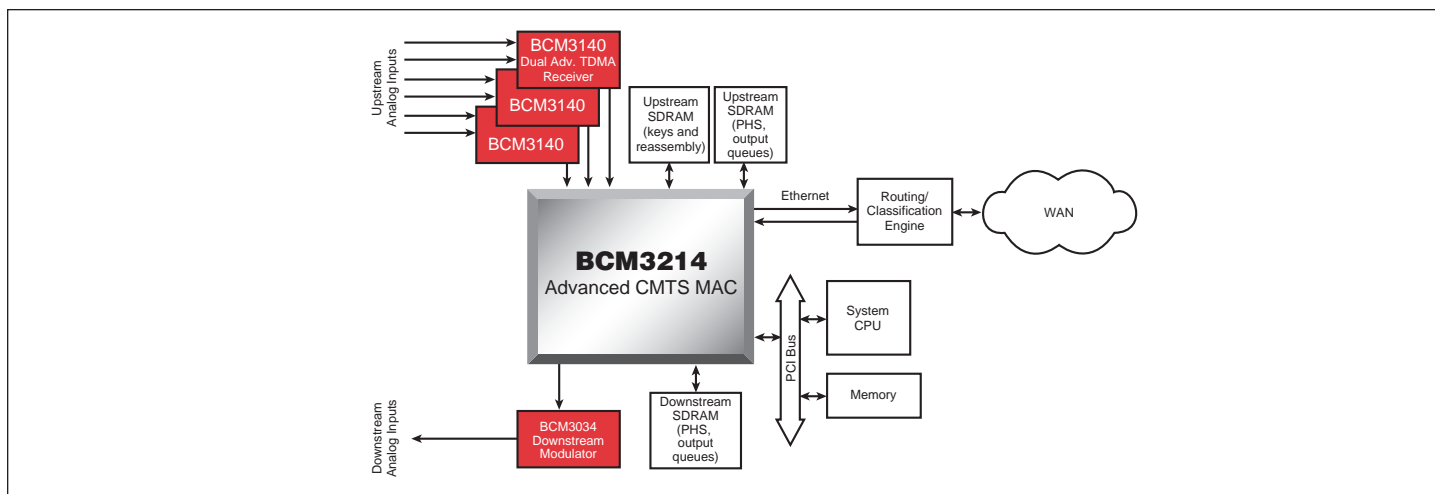 Upstream
Analog Inputs
BCM3140
Dual Adv. TDMA
Receiver
BCM3140
BCM3140
Upstream
SDRAM
(keys and
reassembly)
Upstream
SDRAM
(PHS,
output
queues)
Ethernet
Routing/
Classification
Engine
WAN
BCM3214
Advanced CMTS MAC
PCI Bus
System
CPU
Memory
Downstream
Analog Inputs
BCM3034
Downstream
Modulator
Downstream
SDRAM
(PHS,
output
queues)